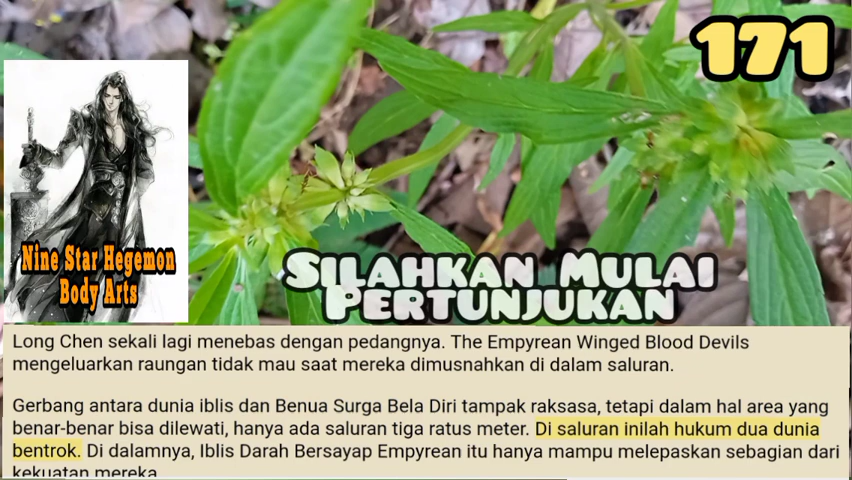 171
Nine Star Hegemon
Body Arts
SILAHKAN MULAI
PERTUNJUKAN
Long Chen sekali lagi menebas dengan pedangnya. The Empyrean Winged Blood Devils
mengeluarkan raungan tidak mau saat mereka dimusnahkan di dalam saluran.
Gerbang antara dunia iblis dan Benua Surga Bela Diri tampak raksasa, tetapi dalam hal area yang
benar-benar bisa dilewati, hanya ada saluran tiga ratus meter. Di saluran inilah hukum dua dunia
bentrok. Di dalamnya, Iblis Darah Bersayap Empyrean itu hanya mampu melepaskan sebagian dari
kekuatan mereka.